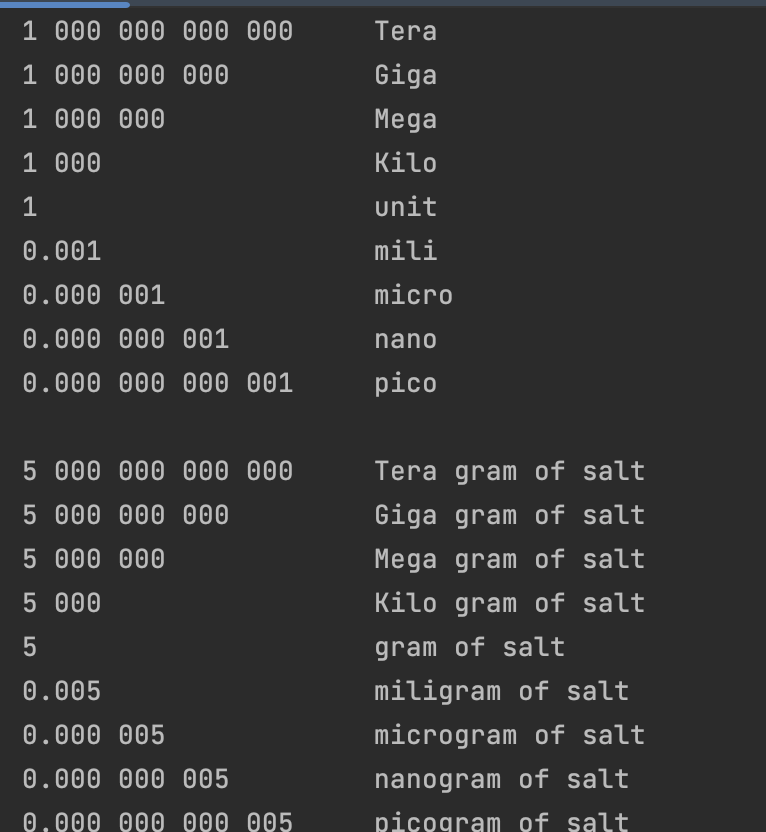 1 000 000 000 000 Tera
1 000 000 000 Giga
1 000 000 Mega
1 000 Kilo
1 unit
0.001 mili
0.000 001 micro
0.000 000 001 nano
0.000 000 000 001 pico
5 000 000 000 000 Tera gram of salt
5 000 000 000 Giga gram of salt
5 000 000 Mega gram of salt
5 000 Kilo gram of salt
5 gram of salt
0.005 miligram of salt
0.000 005 microgram of salt
0.000 000 005 nanogram of salt
0.000 000 000 005 picogram of salt